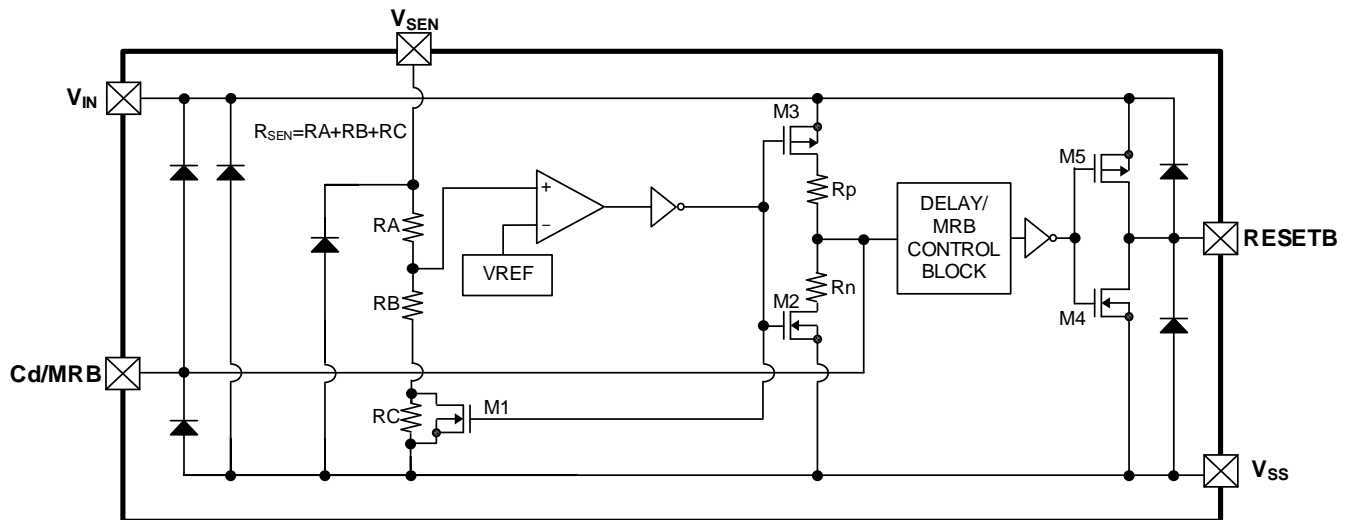 VSEN
VIN
RSEN=RA+RB+RC
M3
M5
RA
+
−
Rp
DELAY/
MRB
CONTROL
BLOCK
RESETB
VREF
RB
Rn
M2
M4
Cd/MRB
RC
M1
VSS